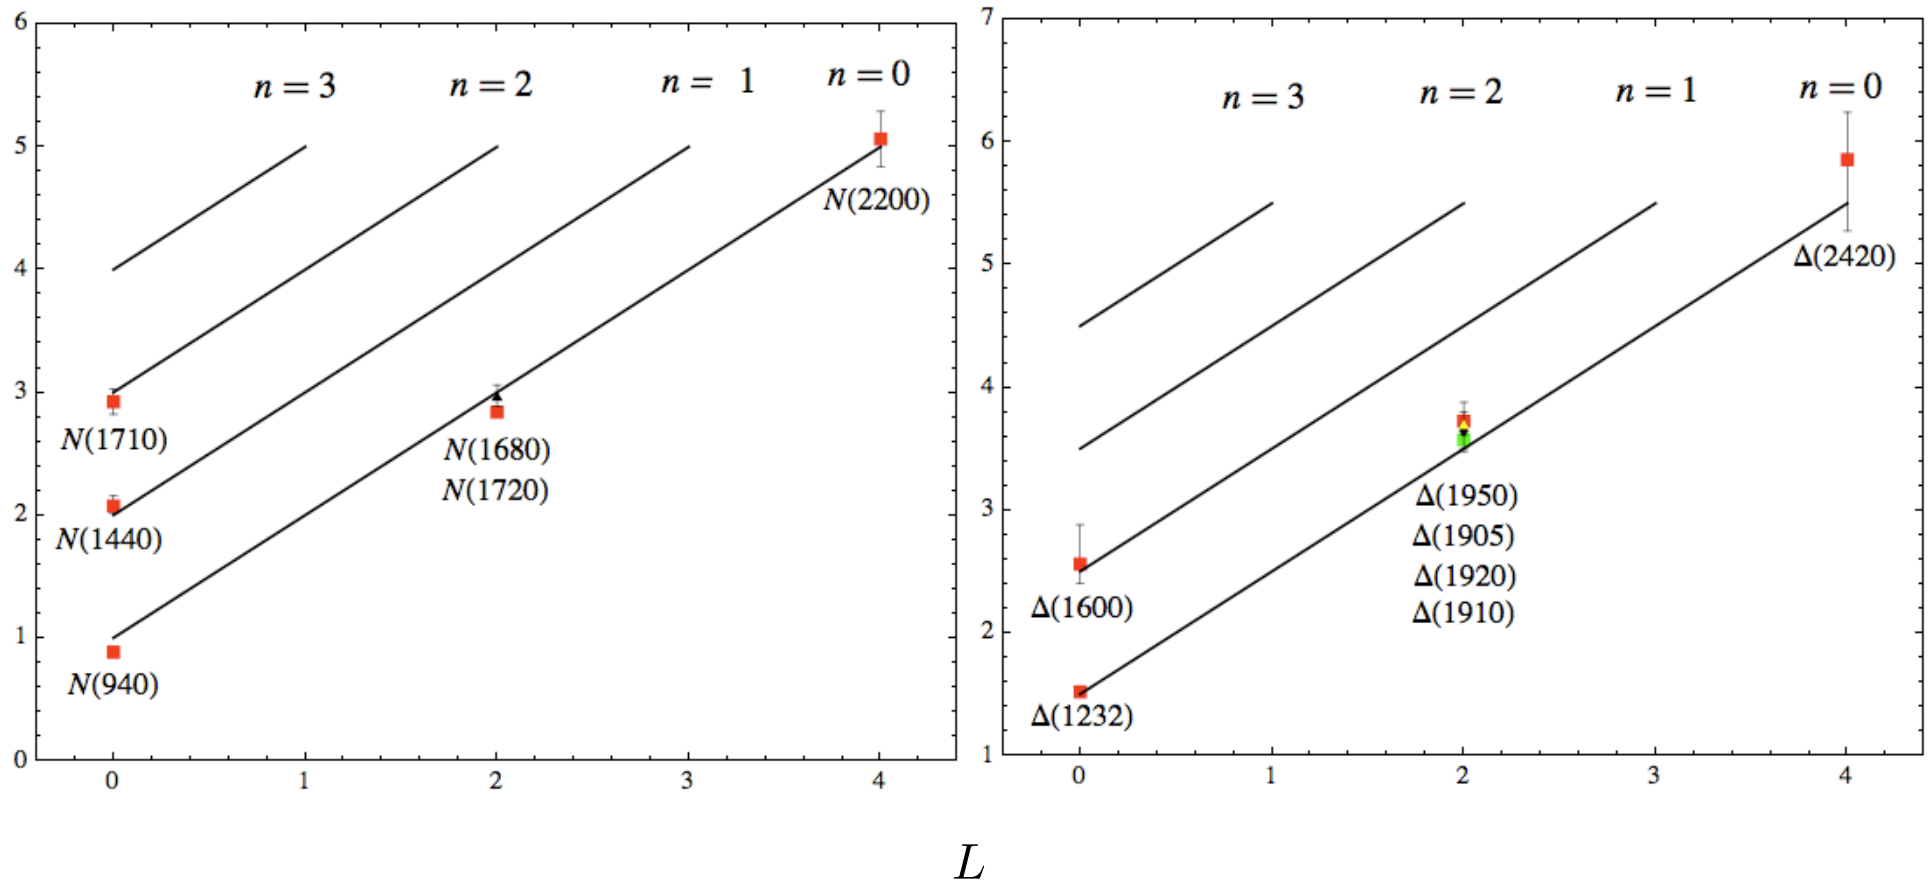 6
5
4
3
2
1
0
n = 3
n = 2
n = 1
n = 0
N(2200)
N(1710)
N(1680)
N(1720)
N(1440)
N(940)
0 1 2 3 4
7
6
5
4
3
2
1
n = 3
n = 2
n = 1
n = 0
Δ(2420)
Δ(1950)
Δ(1905)
Δ(1920)
Δ(1910)
Δ(1600)
Δ(1232)
0 1 2 3 4
L